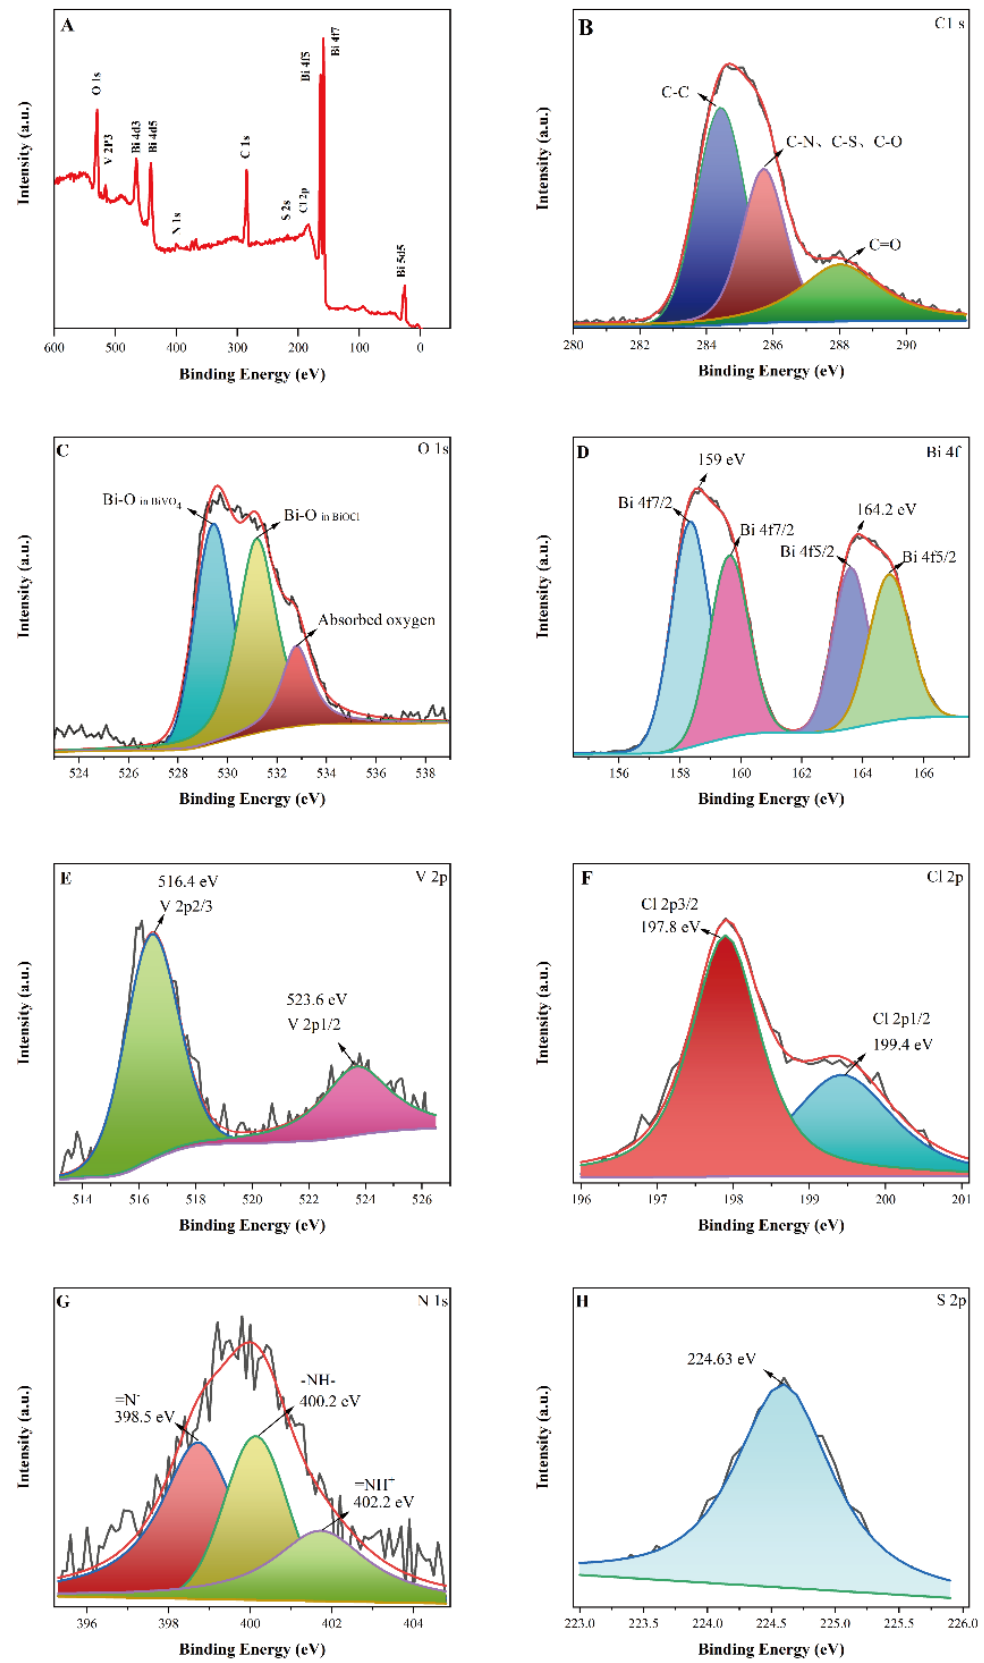 A
O 1s
V 2P3
Bi 4d3
Bi 4d5
N 1s
C 1s
S 2s
Cl 2p
Bi 4f5
Bi 4f7
Bi 5d5
Intensity (a.u.)
600 500 400 300 200 100 0
Binding Energy (eV)
B
C1 s
C-C
C-N、C-S、C-O
C=O
Intensity (a.u.)
280 282 284 286 288 290
Binding Energy (eV)
C
O 1s
Bi-O in BiVO4
Bi-O in BiOCl
Absorbed oxygen
Intensity (a.u.)
524 526 528 530 532 534 536 538
Binding Energy (eV)
D
Bi 4f
159 eV
Bi 4f7/2
Bi 4f7/2
164.2 eV
Bi 4f5/2
Bi 4f5/2
Intensity (a.u.)
156 158 160 162 164 166
Binding Energy (eV)
E
V 2p
516.4 eV
V 2p2/3
523.6 eV
V 2p1/2
Intensity (a.u.)
514 516 518 520 522 524 526
Binding Energy (eV)
F
Cl 2p
Cl 2p3/2
197.8 eV
Cl 2p1/2
199.4 eV
Intensity (a.u.)
196 197 198 199 200 201
Binding Energy (eV)
G
N 1s
=N-
398.5 eV
-NH-
400.2 eV
=NH+
402.2 eV
Intensity (a.u.)
396 398 400 402 404
Binding Energy (eV)
H
S 2p
224.63 eV
Intensity (a.u.)
223.0 223.5 224.0 224.5 225.0 225.5 226.0
Binding Energy (eV)